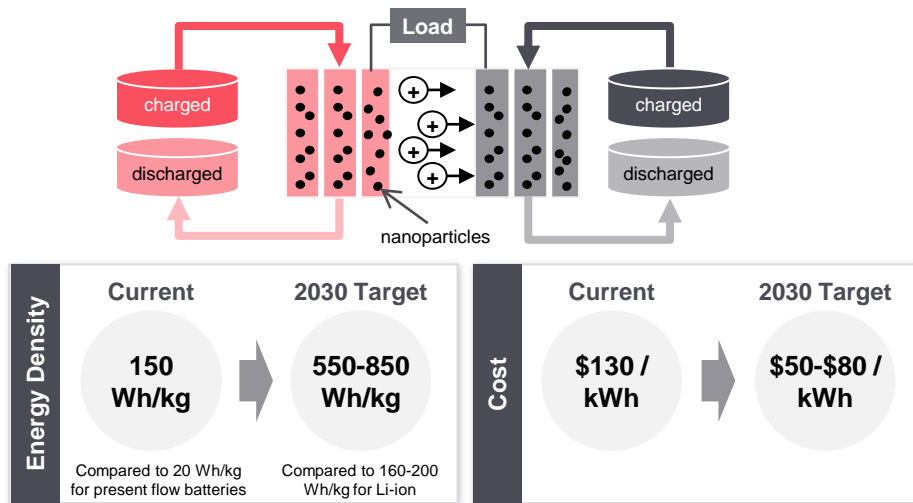 Load
charged
charged
discharged
discharged
+
+
+
+
nanoparticles
Energy Density
Current
2030 Target
150
Wh/kg
550-850
Wh/kg
Compared to 20 Wh/kg
for present flow batteries
Compared to 160-200
Wh/kg for Li-ion
Cost
Current
2030 Target
$130 /
kWh
$50-$80 /
kWh